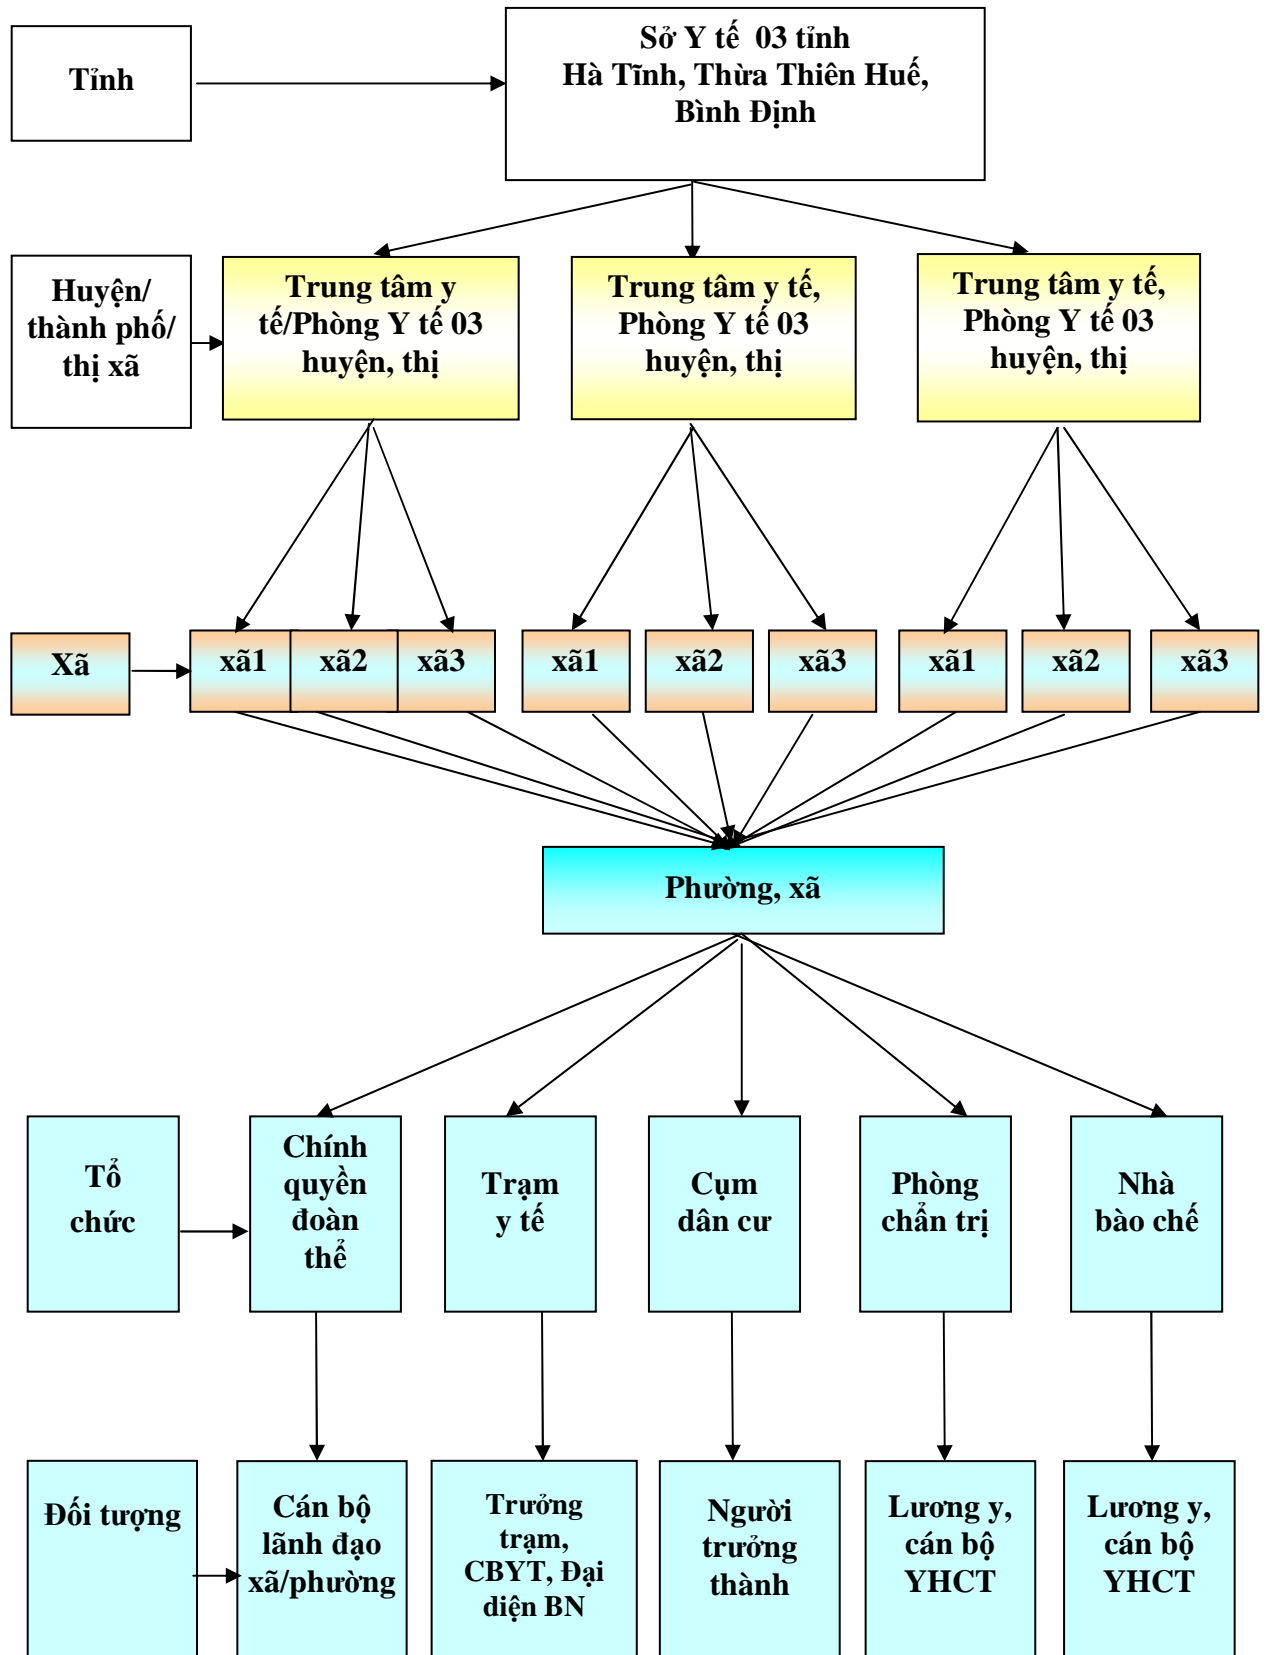 Tỉnh
Sở Y tế 03 tỉnh
Hà Tĩnh, Thừa Thiên Huế,
Bình Định
Huyện/
thành phố/
thị xã
Trung tâm y
tế/Phòng Y tế 03
huyện, thị
Trung tâm y tế,
Phòng Y tế 03
huyện, thị
Trung tâm y tế,
Phòng Y tế 03
huyện, thị
Xã
xã1
xã2
xã3
xã1
xã2
xã3
xã1
xã2
xã3
Phường, xã
Tổ
chức
Chính
quyền
đoàn
thể
Trạm
y tế
Cụm
dân cư
Phòng
chẩn trị
Nhà
bào chế
Đối tượng
Cán bộ
lãnh đạo
xã/phường
Trưởng
trạm,
CBYT, Đại
diện BN
Người
trưởng
thành
Lương y,
cán bộ
YHCT
Lương y,
cán bộ
YHCT